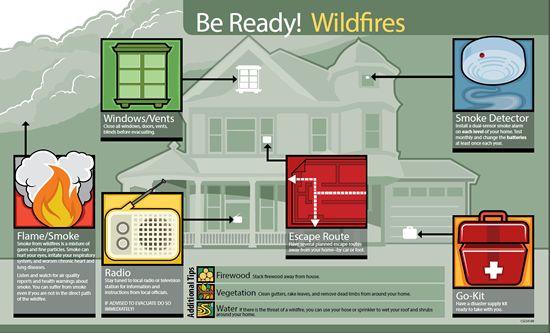 Be Ready! Wildfires
Windows/Vents
Close all windows, doors, vents,
blinds before evacuating.
Smoke Detector
Install a dual-sensor smoke alarm
on each level of your home. Test
monthly and change the batteries
at least once each year.
Flame/Smoke
Smoke from wildfires is a mixture of
gases and fine particles. Smoke can
hurt your eyes, irritate your respiratory
system, and worsen chronic heart and
lung diseases.
Listen and watch for air quality
reports and health warnings about
smoke. You can suffer from smoke
even if you are not in the direct path
of the wildfire.
Radio
Stay tuned to local radio or television
station for information and
instructions from local officials.
IF ADVISED TO EVACUATE DO SO
IMMEDIATELY!
Escape Route
Have several planned escape routes
away from your home - by car or foot.
Go-Kit
Have a disaster supply kit
ready to take with you.
Additional Tips
Firewood Stack firewood away from house.
Vegetation Clean gutters, rake leaves, and remove dead limbs from around your home.
Water If there is the threat of a wildfire, you can use your hose or sprinkler to wet your roof and shrubs
around your home.